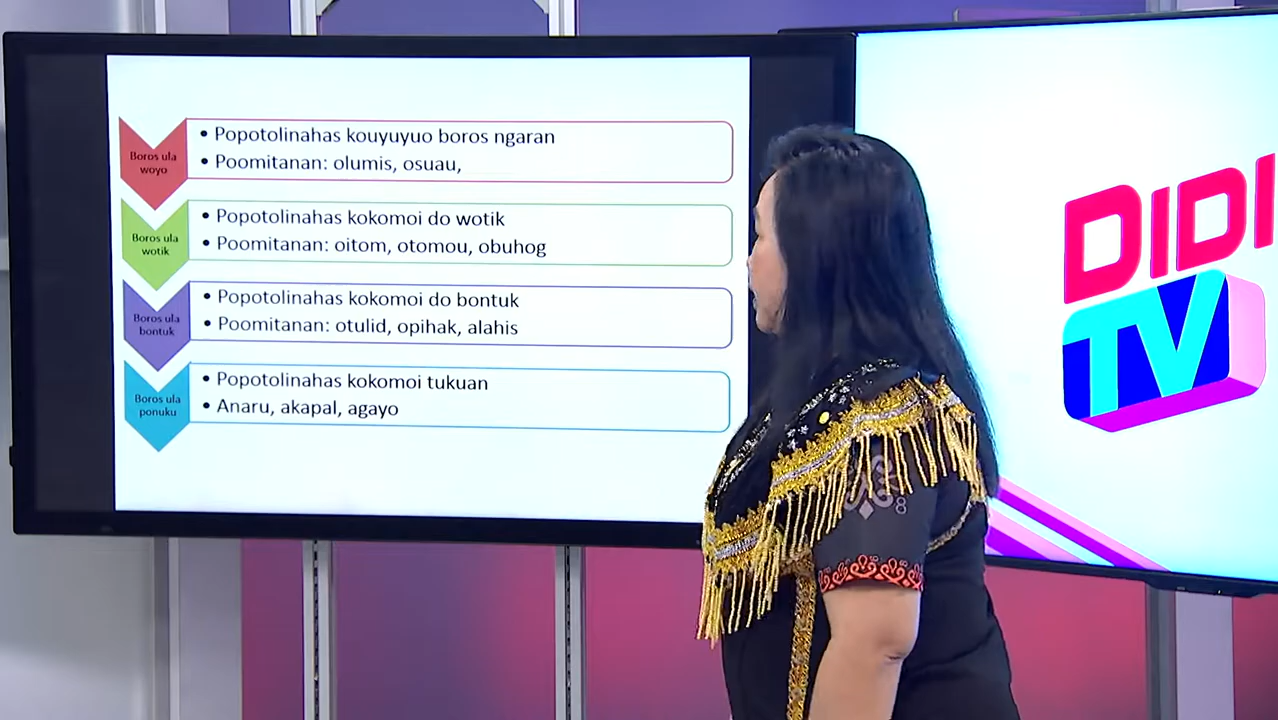 Boros ula
woyo
• Popotolinahas kouyuyuo boros ngaran
• Poomitanan: olumis, osuau,
Boros ula
wotik
• Popotolinahas kokomoi do wotik
• Poomitanan: oitom, otomou, obuhog
Boros ula
bontuk
• Popotolinahas kokomoi do bontuk
• Poomitanan: otulid, opihak, alahis
Boros ula
ponuku
• Popotolinahas kokomoi tukuan
• Anaru, akapal, agayo
DIDI
TV